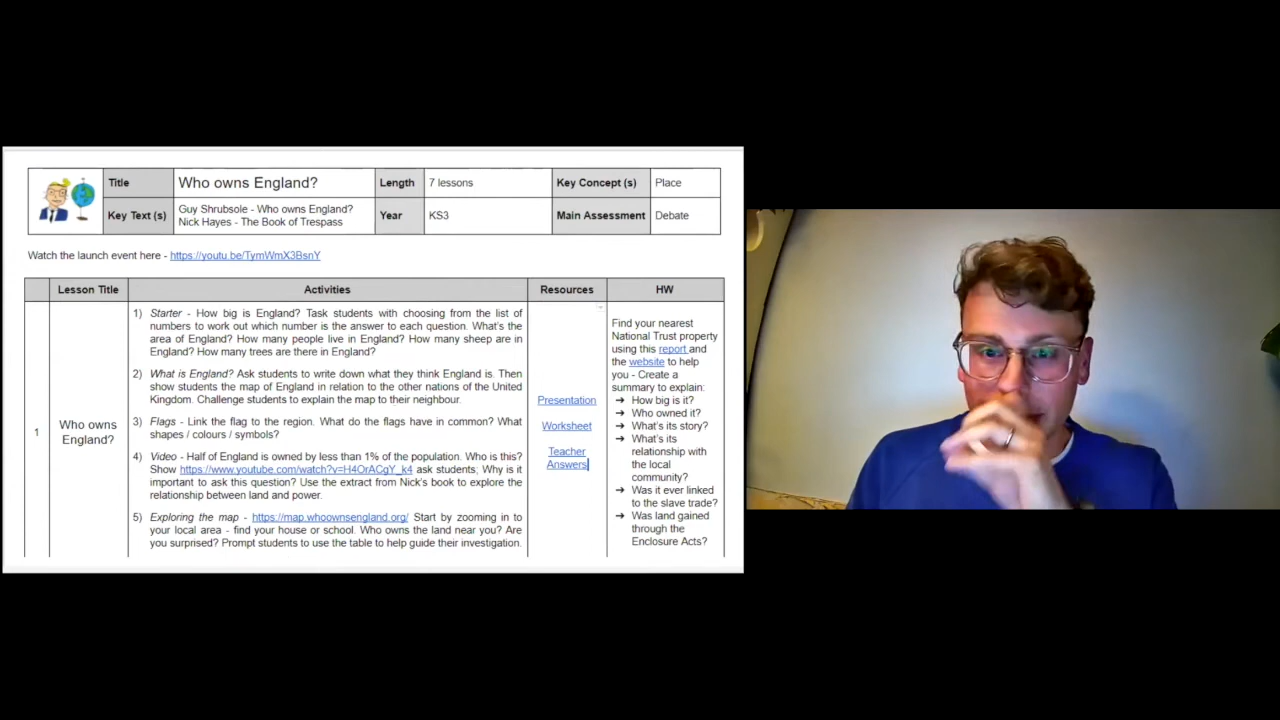 Title
Who owns England?
Length
7 lessons
Key Concept (s)
Place
Key Text (s)
Guy Shrubsole - Who owns England?
Nick Hayes - The Book of Trespass
Year
KS3
Main Assessment
Debate
Watch the launch event here - https://youtu.be/TymWmX3BsnY
Lesson Title
Activities
Resources
HW
1
Who owns
England?
1) Starter - How big is England? Task students with choosing from the list of
numbers to work out which number is the answer to each question. What's the
area of England? How many people live in England? How many sheep are in
England? How many trees are there in England?
2) What is England? Ask students to write down what they think England is. Then
show students the map of England in relation to the other nations of the United
Kingdom. Challenge students to explain the map to their neighbour.
3) Flags - Link the flag to the region. What do the flags have in common? What
shapes / colours / symbols?
4) Video - Half of England is owned by less than 1% of the population. Who is this?
Show https://www.youtube.com/watch?v=H4OrACgY_k4 ask students; Why is it
important to ask this question? Use the extract from Nick's book to explore the
relationship between land and power.
5) Exploring the map - https://map.whoownsengland.org/ Start by zooming in to
your local area - find your house or school. Who owns the land near you? Are
you surprised? Prompt students to use the table to help guide their investigation.
Presentation
Worksheet
Teacher
Answers
Find your nearest
National Trust property
using this report and
the website to help
you - Create a
summary to explain:
➔ How big is it?
➔ Who owned it?
➔ What's its story?
➔ What's its
relationship with
the local
community?
➔ Was it ever linked
to the slave trade?
➔ Was land gained
through the
Enclosure Acts?